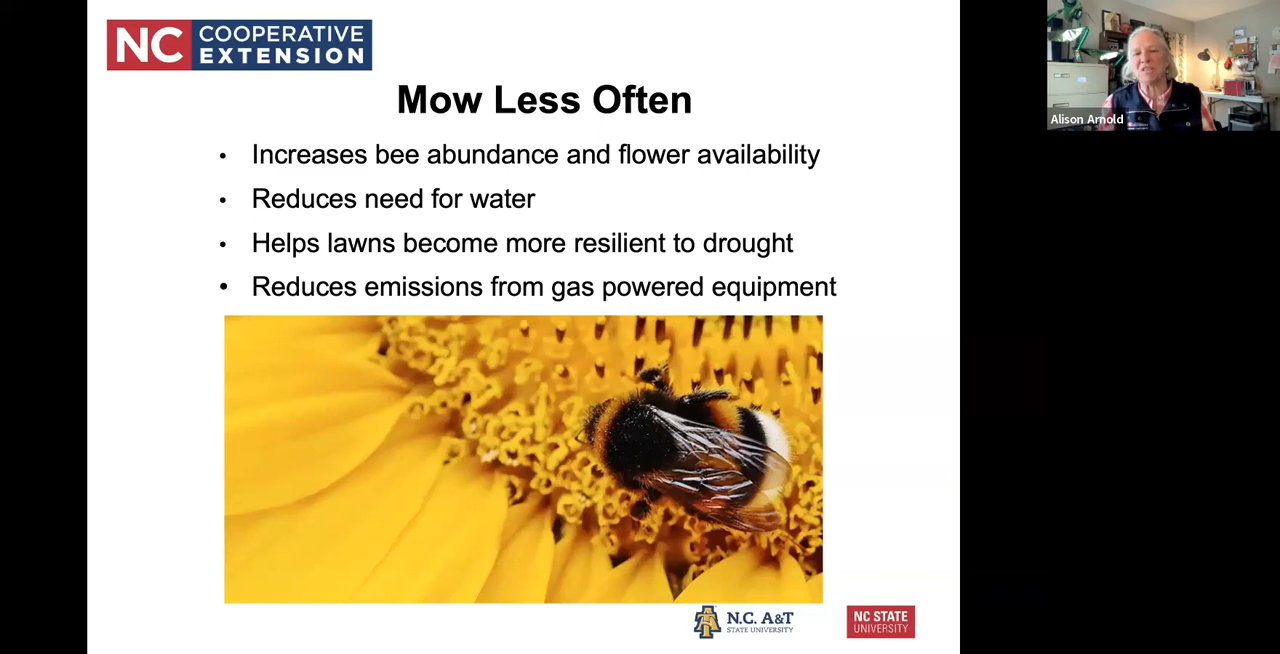 NC COOPERATIVE
EXTENSION
Mow Less Often
• Increases bee abundance and flower availability
• Reduces need for water
• Helps lawns become more resilient to drought
• Reduces emissions from gas powered equipment
N.C. A&T
STATE UNIVERSITY
NC STATE
UNIVERSITY
Alison Arnold